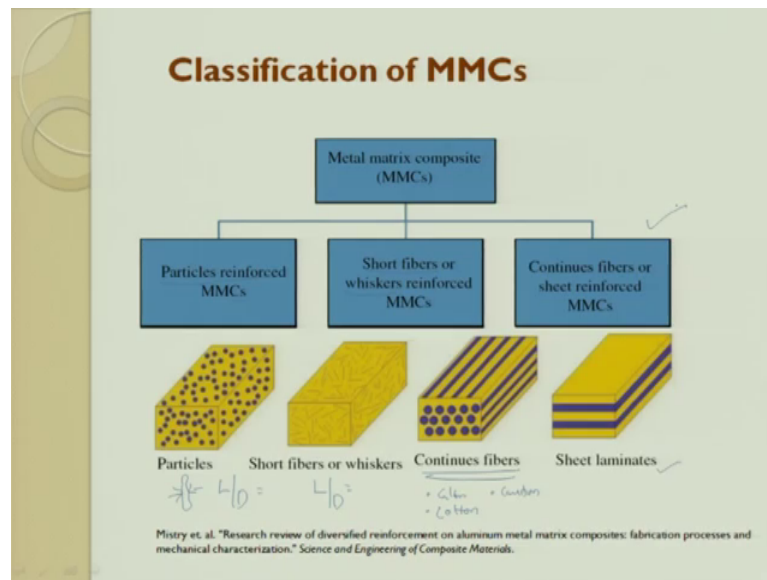 Classification of MMCs
Metal matrix composite
(MMCs)
Particles reinforced
MMCs
Short fibers or
whiskers reinforced
MMCs
Continues fibers or
sheet reinforced
MMCs
Particles
Short fibers or whiskers
Continues fibers
Sheet laminates
L/D =
L/D =
• Cotton
Mistry et. al. "Research review of diversified reinforcement on aluminum metal matrix composites: fabrication processes and
mechanical characterization." Science and Engineering of Composite Materials.